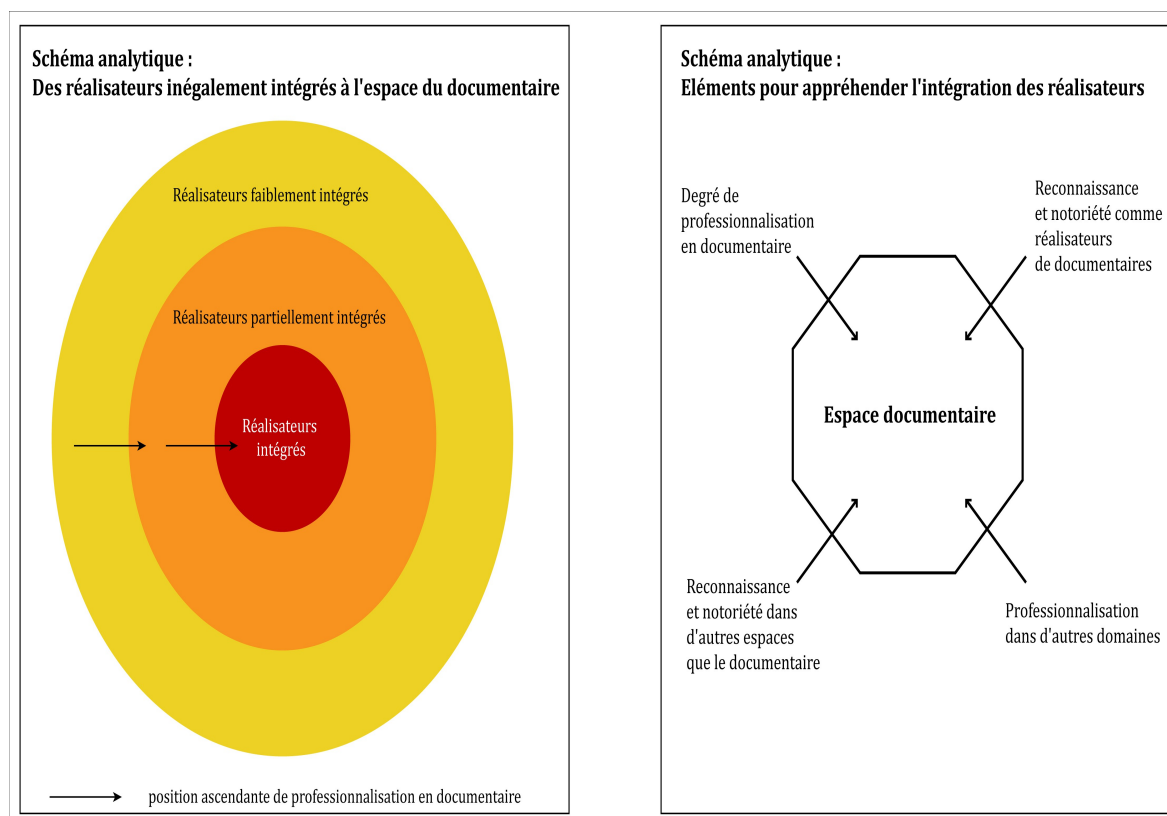 Schéma analytique :
Des réalisateurs inégalement intégrés à l'espace du documentaire
Réalisateurs faiblement intégrés
Réalisateurs partiellement intégrés
Réalisateurs
intégrés
position ascendante de professionnalisation en documentaire
Schéma analytique :
Eléments pour appréhender l'intégration des réalisateurs
Degré de
professionnalisation
en documentaire
Reconnaissance
et notoriété comme
réalisateurs
de documentaires
Espace documentaire
Reconnaissance
et notoriété dans
d'autres espaces
que le documentaire
Professionnalisation
dans d'autres domaines